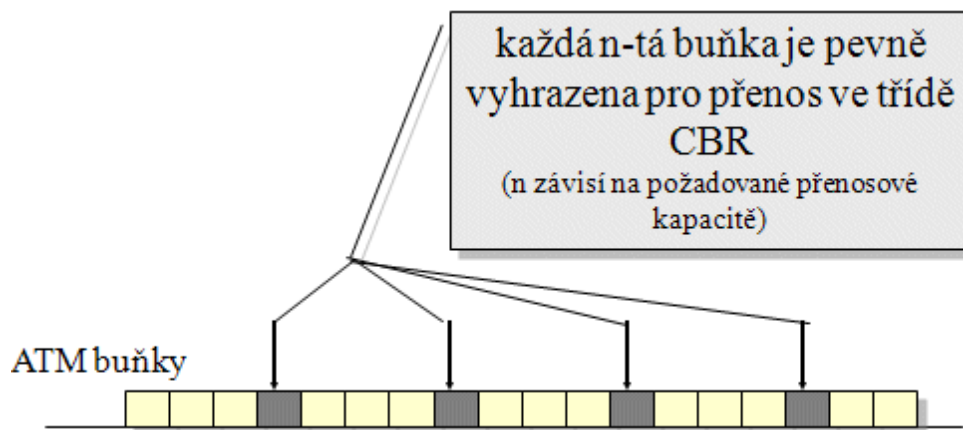 každá n-tá buňka je pevně
vyhrazena pro přenos ve třídě
CBR
(n závisí na požadované přenosové
kapacitě)
ATM buňky